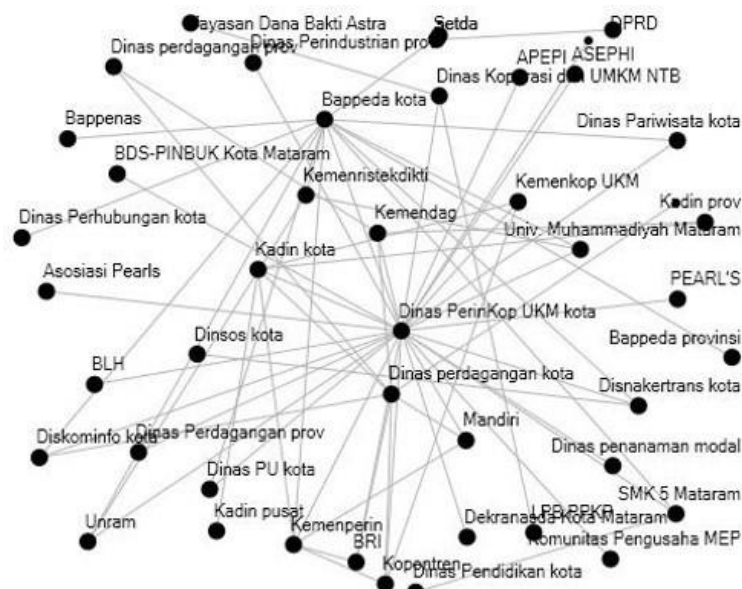 Yayasan Dana Bakti Astra
Setda
DPRD
Dinas perdagangan prov
Dinas Perindustrian prov
APEPI
ASEPHI
Dinas Koperasi dan UMKM NTB
Bappeda kota
Bappenas
Dinas Pariwisata kota
BDS-PINBUK Kota Mataram
Kemenristekdikti
Kemenkop UKM
Dinas Perhubungan kota
Kemendag
Kadin prov
Univ. Muhammadiyah Mataram
Kadin kota
Asosiasi Pearls
PEARL'S
Dinas PerinKop UKM kota
Dinsos kota
Bappeda provinsi
BLH
Dinas perdagangan kota
Disnakertrans kota
Mandiri
Diskominfo kota
Dinas Perdagangan prov
Dinas penanaman modal
Dinas PU kota
SMK 5 Mataram
Kadin pusat
Dekranasda Kota Mataram
Unram
Kemenperin
BRI
Komunitas Pengusaha MEP
Kopontren
Dinas Pendidikan kota